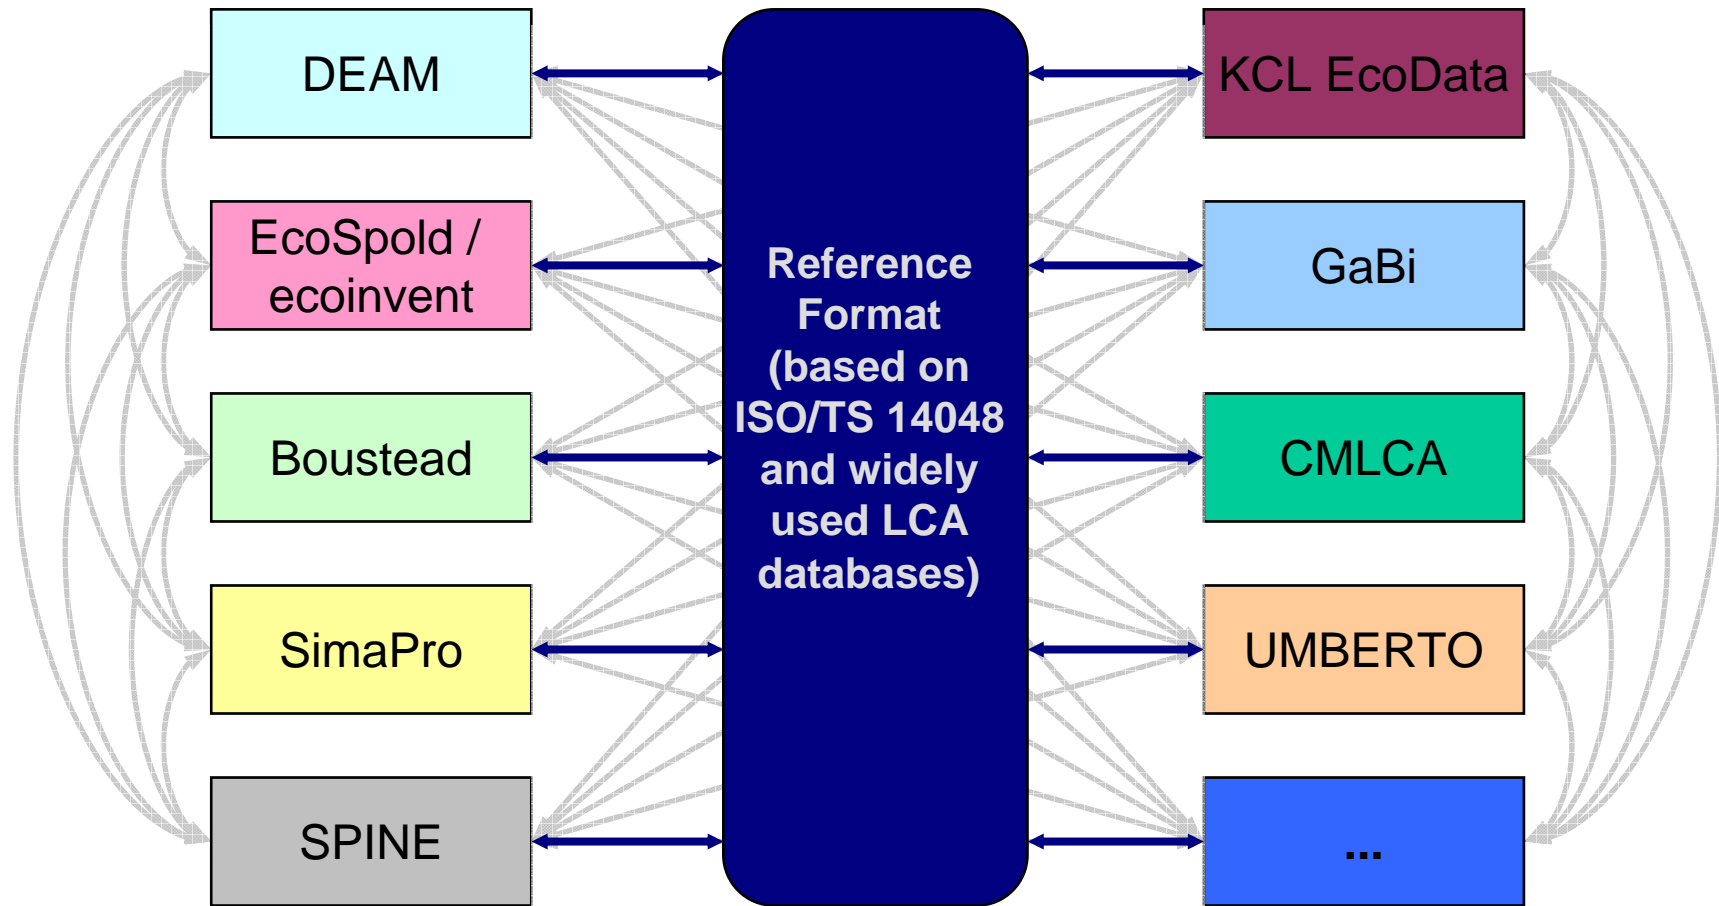 DEAM
EcoSpold /
ecoinvent
Boustead
SimaPro
SPINE
Reference
Format
(based on
ISO/TS 14048
and widely
used LCA
databases)
KCL EcoData
GaBi
CMLCA
UMBERTO
...